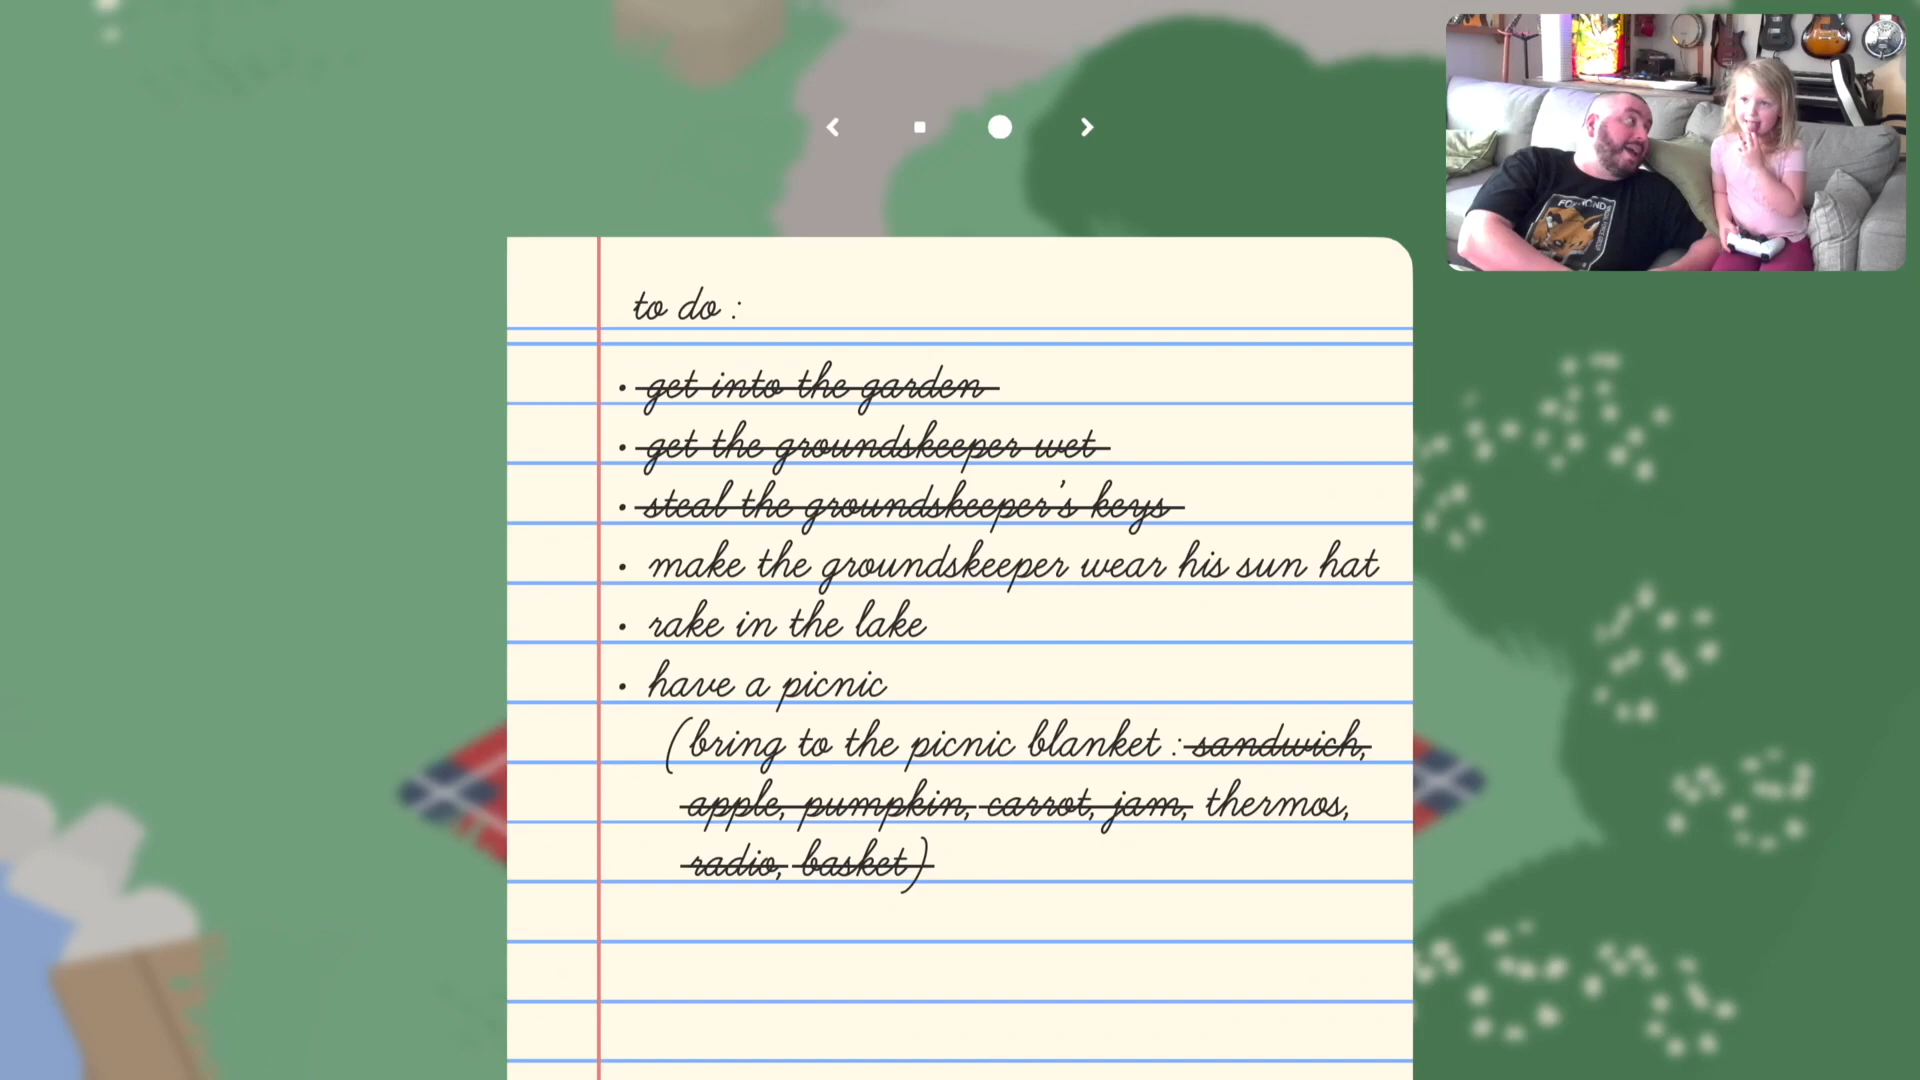 to do :
• get into the garden
• get the groundskeeper wet
• steal the groundskeeper's keys
• make the groundskeeper wear his sun hat
• rake in the lake
• have a picnic
(bring to the picnic blanket : sandwich,
apple, pumpkin, carrot, jam, thermos,
radio, basket)